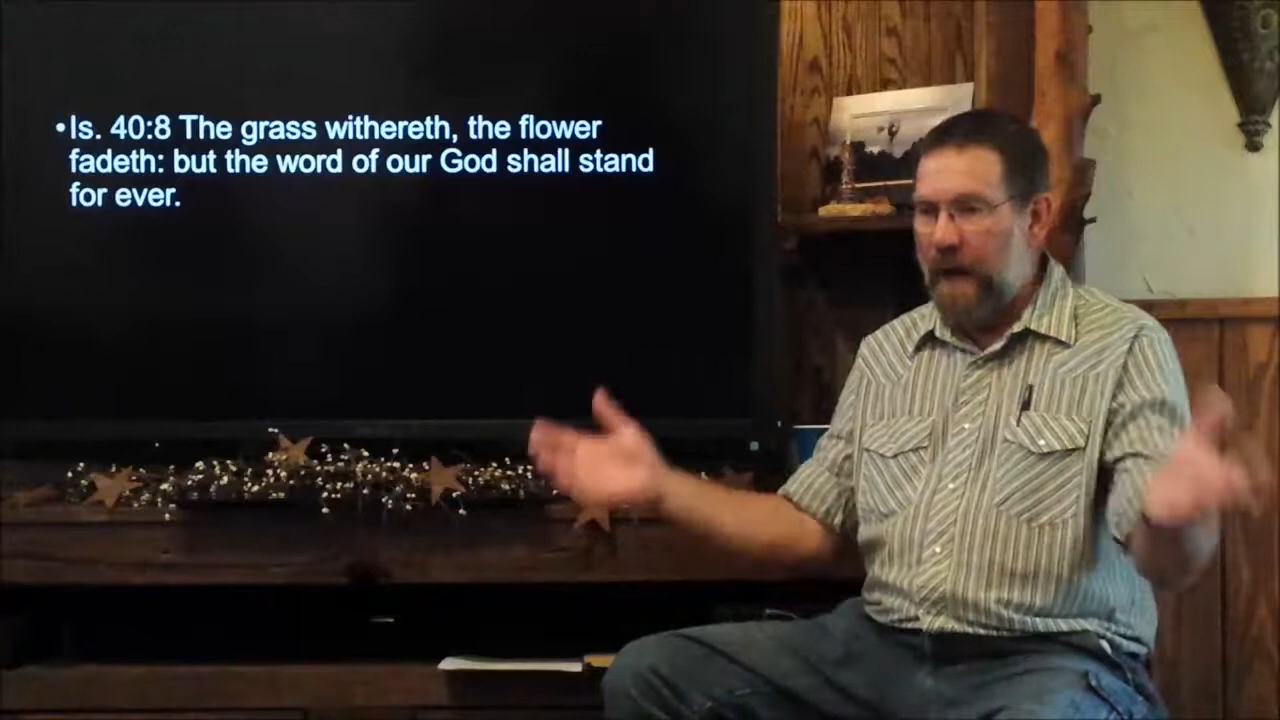 •Is. 40:8 The grass withereth, the flower
fadeth: but the word of our God shall stand
for ever.